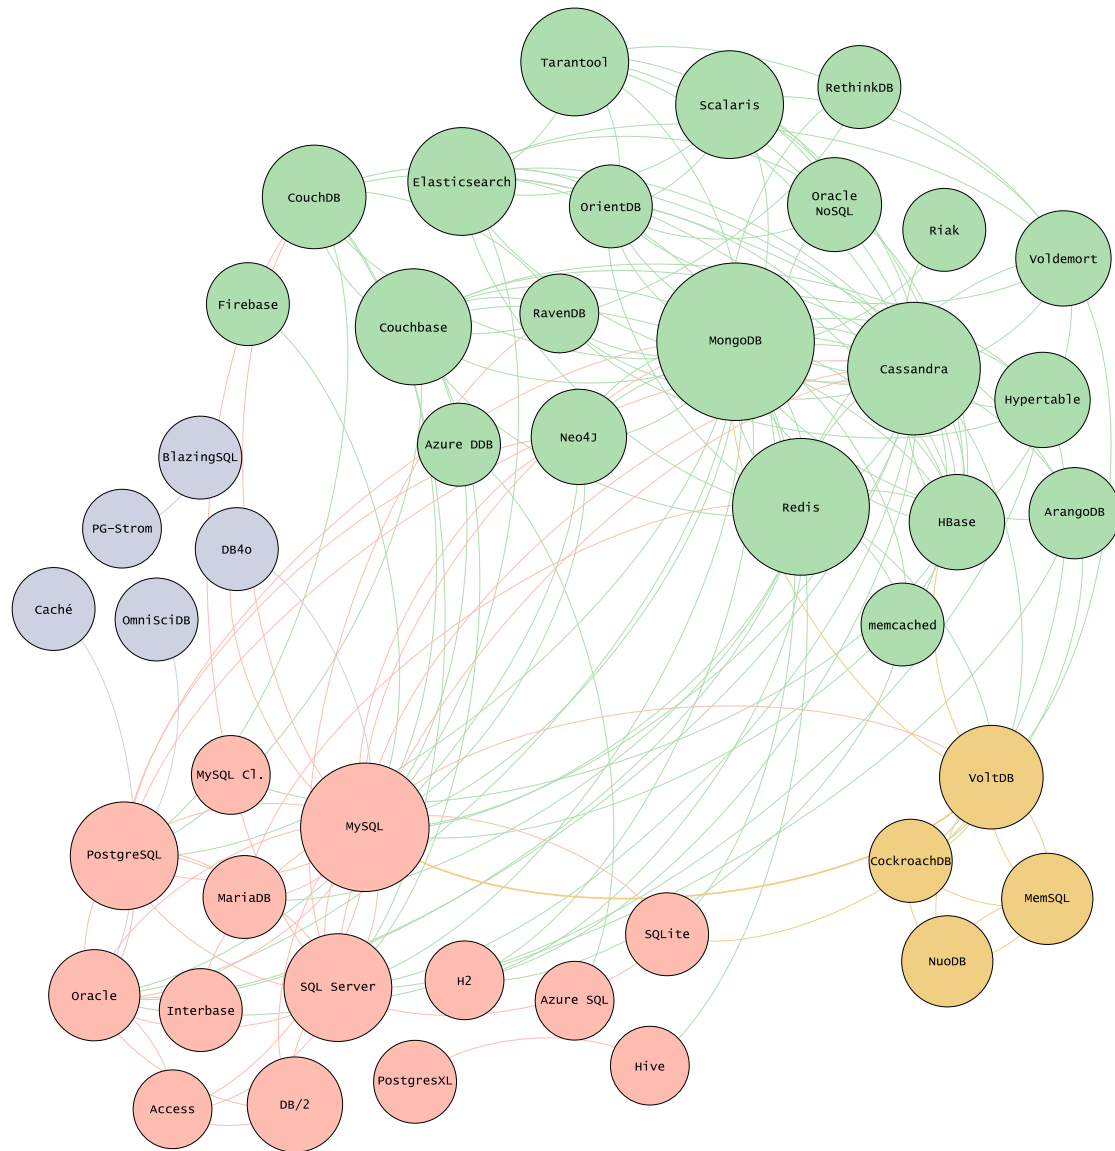 Tarantool
RethinkDB
Scalaris
Elasticsearch
CouchDB
OrientDB
Oracle
NoSQL
Riak
Voldemort
Firebase
Couchbase
RavenDB
MongoDB
Cassandra
Hypertable
Azure DDB
Neo4J
BlazingSQL
Redis
HBase
ArangoDB
PG-Strom
DB4o
Caché
OmniSciDB
memcached
MySQL Cl.
VoltDB
MySQL
PostgreSQL
CockroachDB
MariaDB
MemSQL
SQLite
NuoDB
Oracle
Interbase
SQL Server
H2
Azure SQL
Hive
PostgresXL
Access
DB/2